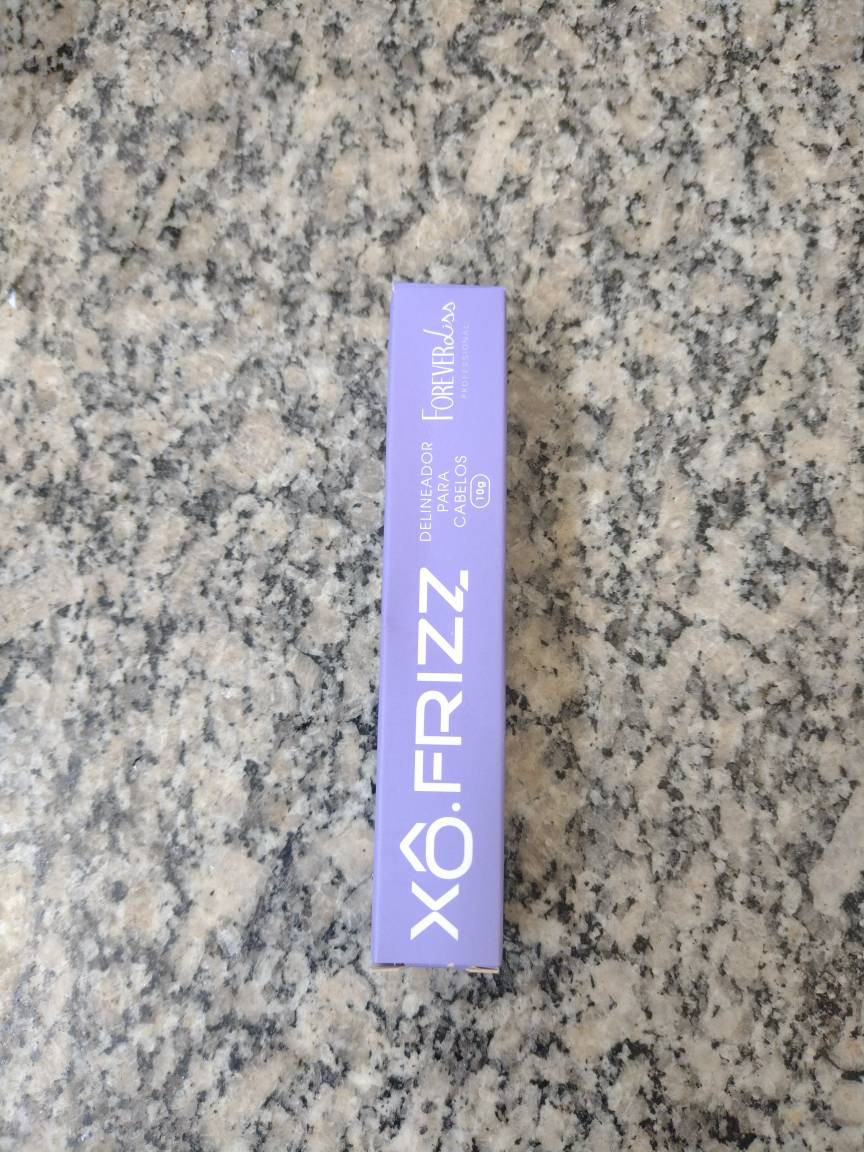 XÔ.FRIZZ
DELINEADOR
PARA
CABELOS
10g
FOREVERLiss
PROFESSIONAL